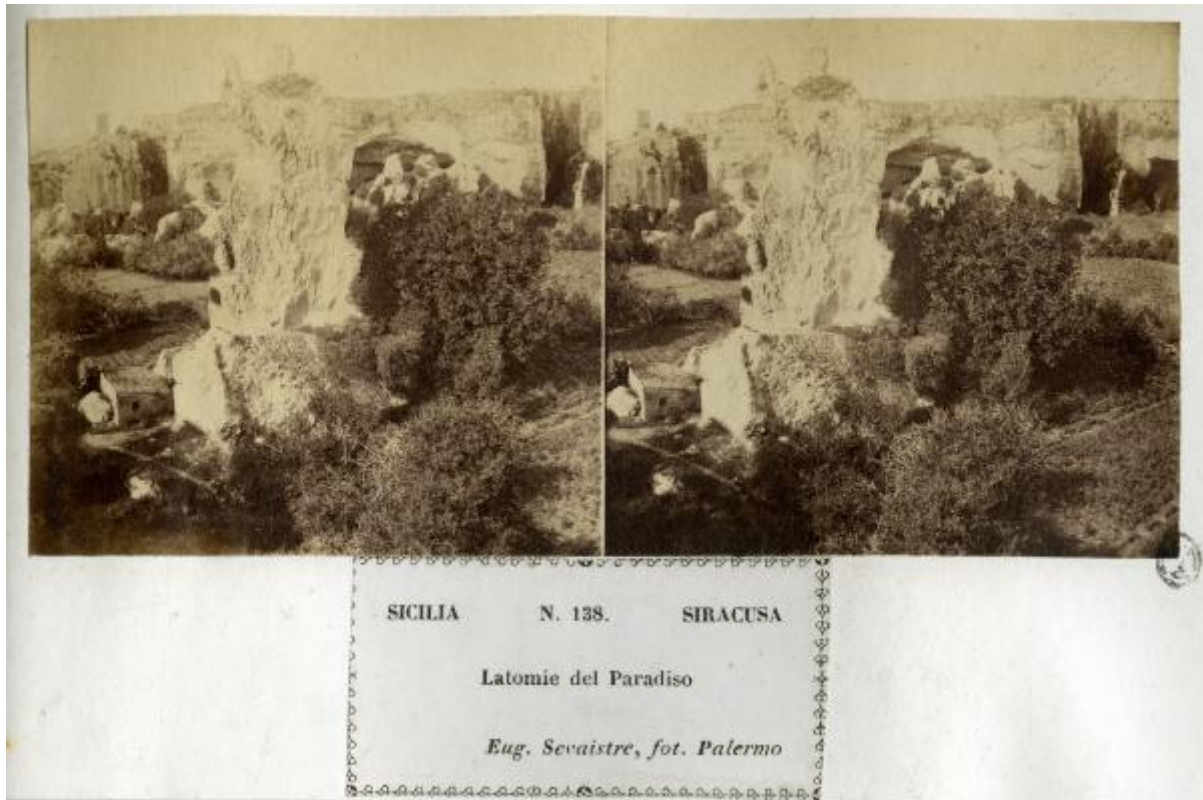 SICILIA N. 138. SIRACUSA
Latomie del Paradiso
Eug. Sevaistre, fot. Palermo